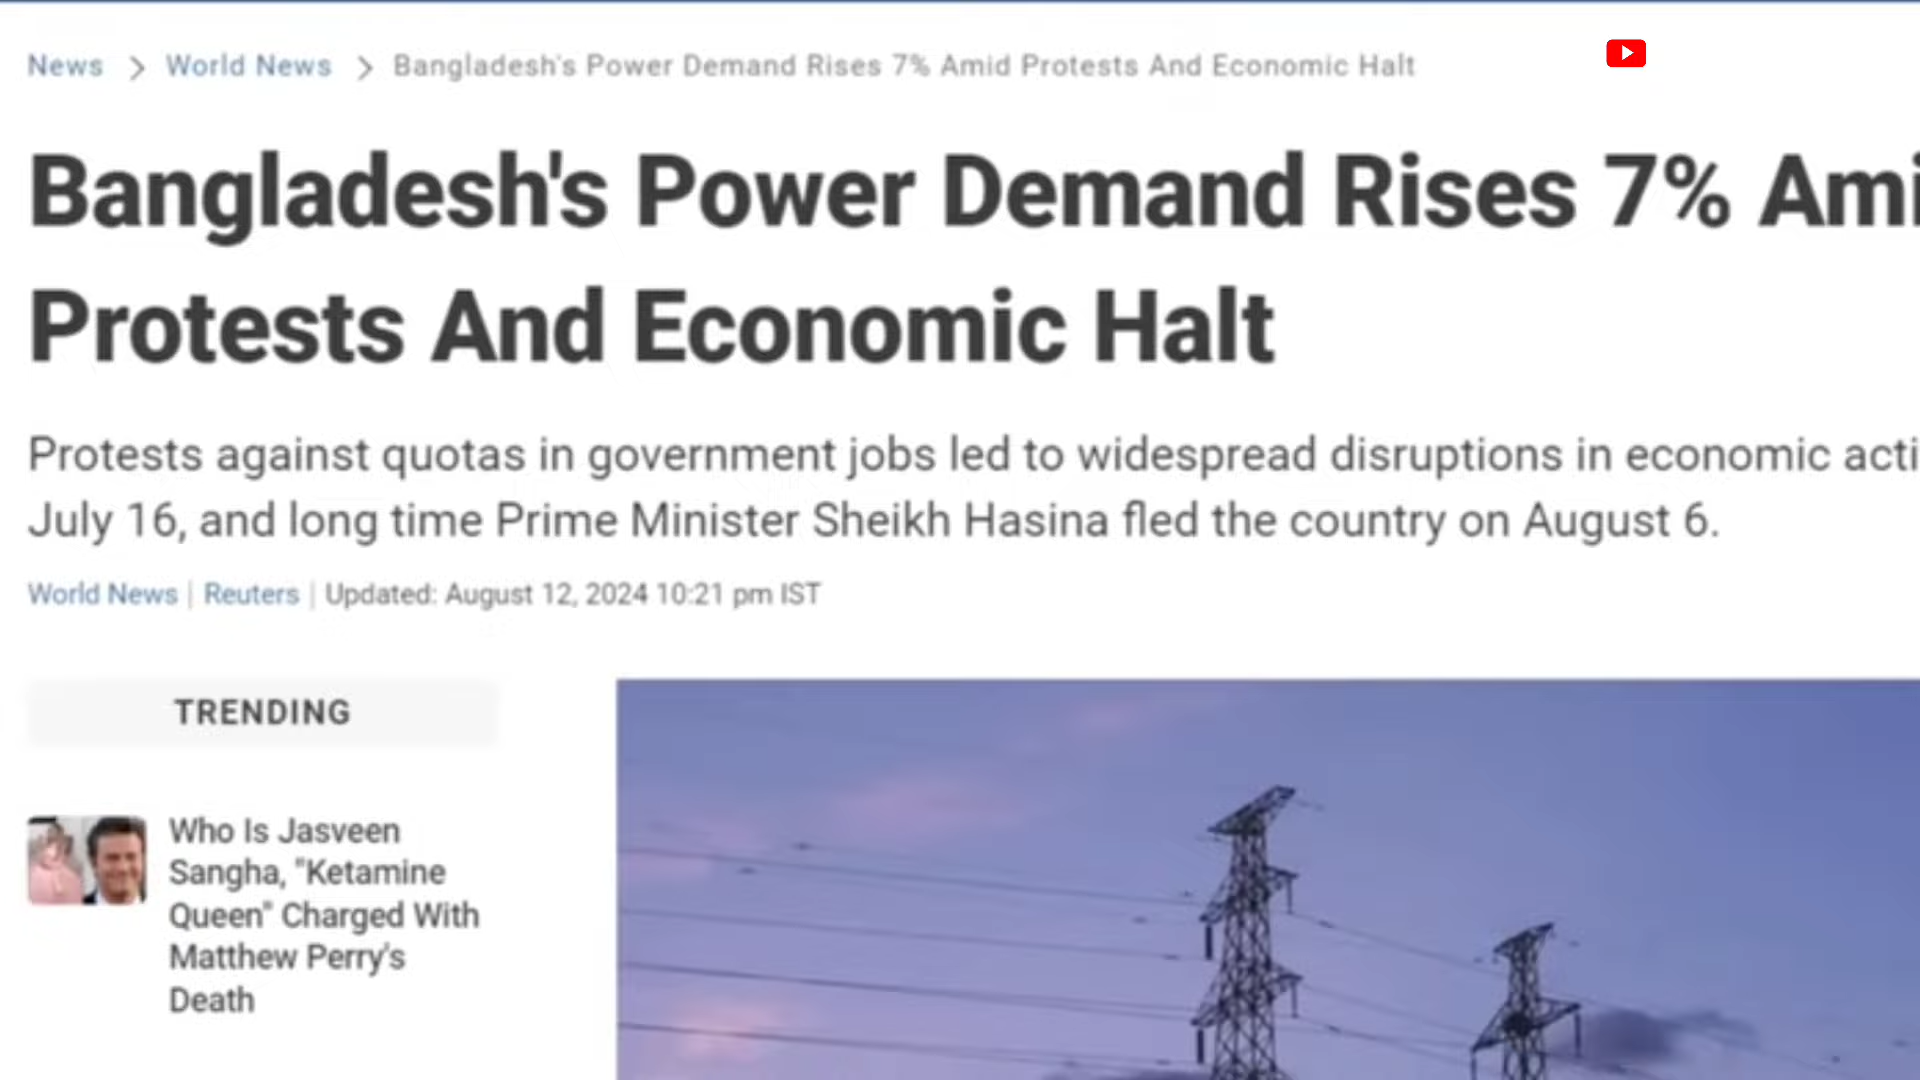 News > World News > Bangladesh's Power Demand Rises 7% Amid Protests And Economic Halt
Bangladesh's Power Demand Rises 7%
Protests And Economic Halt
Protests against quotas in government jobs led to widespread disruptions in economic
July 16, and long time Prime Minister Sheikh Hasina fled the country on August 6.
World News | Reuters | Updated: August 12, 2024 10:21 pm IST
TRENDING
Who Is Jasveen
Sangha, "Ketamine
Queen" Charged With
Matthew Perry's
Death